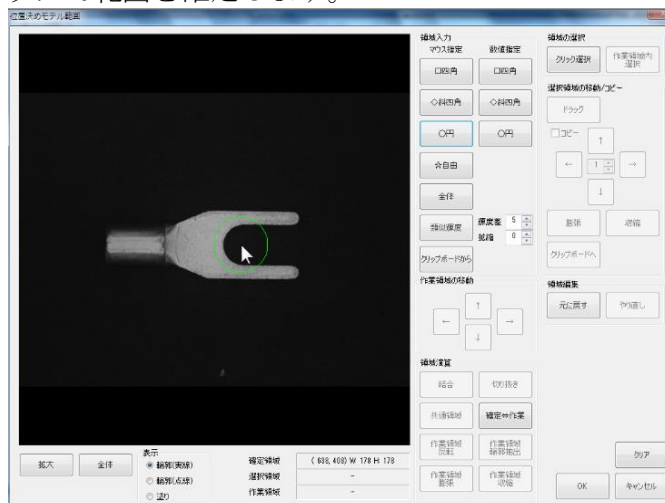 位置決めモデル範囲
領域入力
マウス指定
数値指定
□四角
□四角
◇斜四角
◇斜四角
○円
○円
☆自由
全体
類似輝度
輝度差 5
拡縮 0
クリップボードから
作業領域の移動
↑
←
→
↓
領域演算
結合
切り抜き
共通領域
確定⇔作業
作業領域
反転
作業領域
輪郭抽出
作業領域
膨張
作業領域
収縮
領域の選択
クリック選択
作業領域内
選択
選択領域の移動/コピー
ドラッグ
□コピー
↑
←
1
→
↓
膨張
収縮
クリップボードへ
領域編集
元に戻す
やり直し
クリア
OK
キャンセル
拡大
全体
表示
輪郭(実線)
輪郭(点線)
塗り
確定領域
( 688, 408) W 178 H 178
選択領域
-
作業領域
-